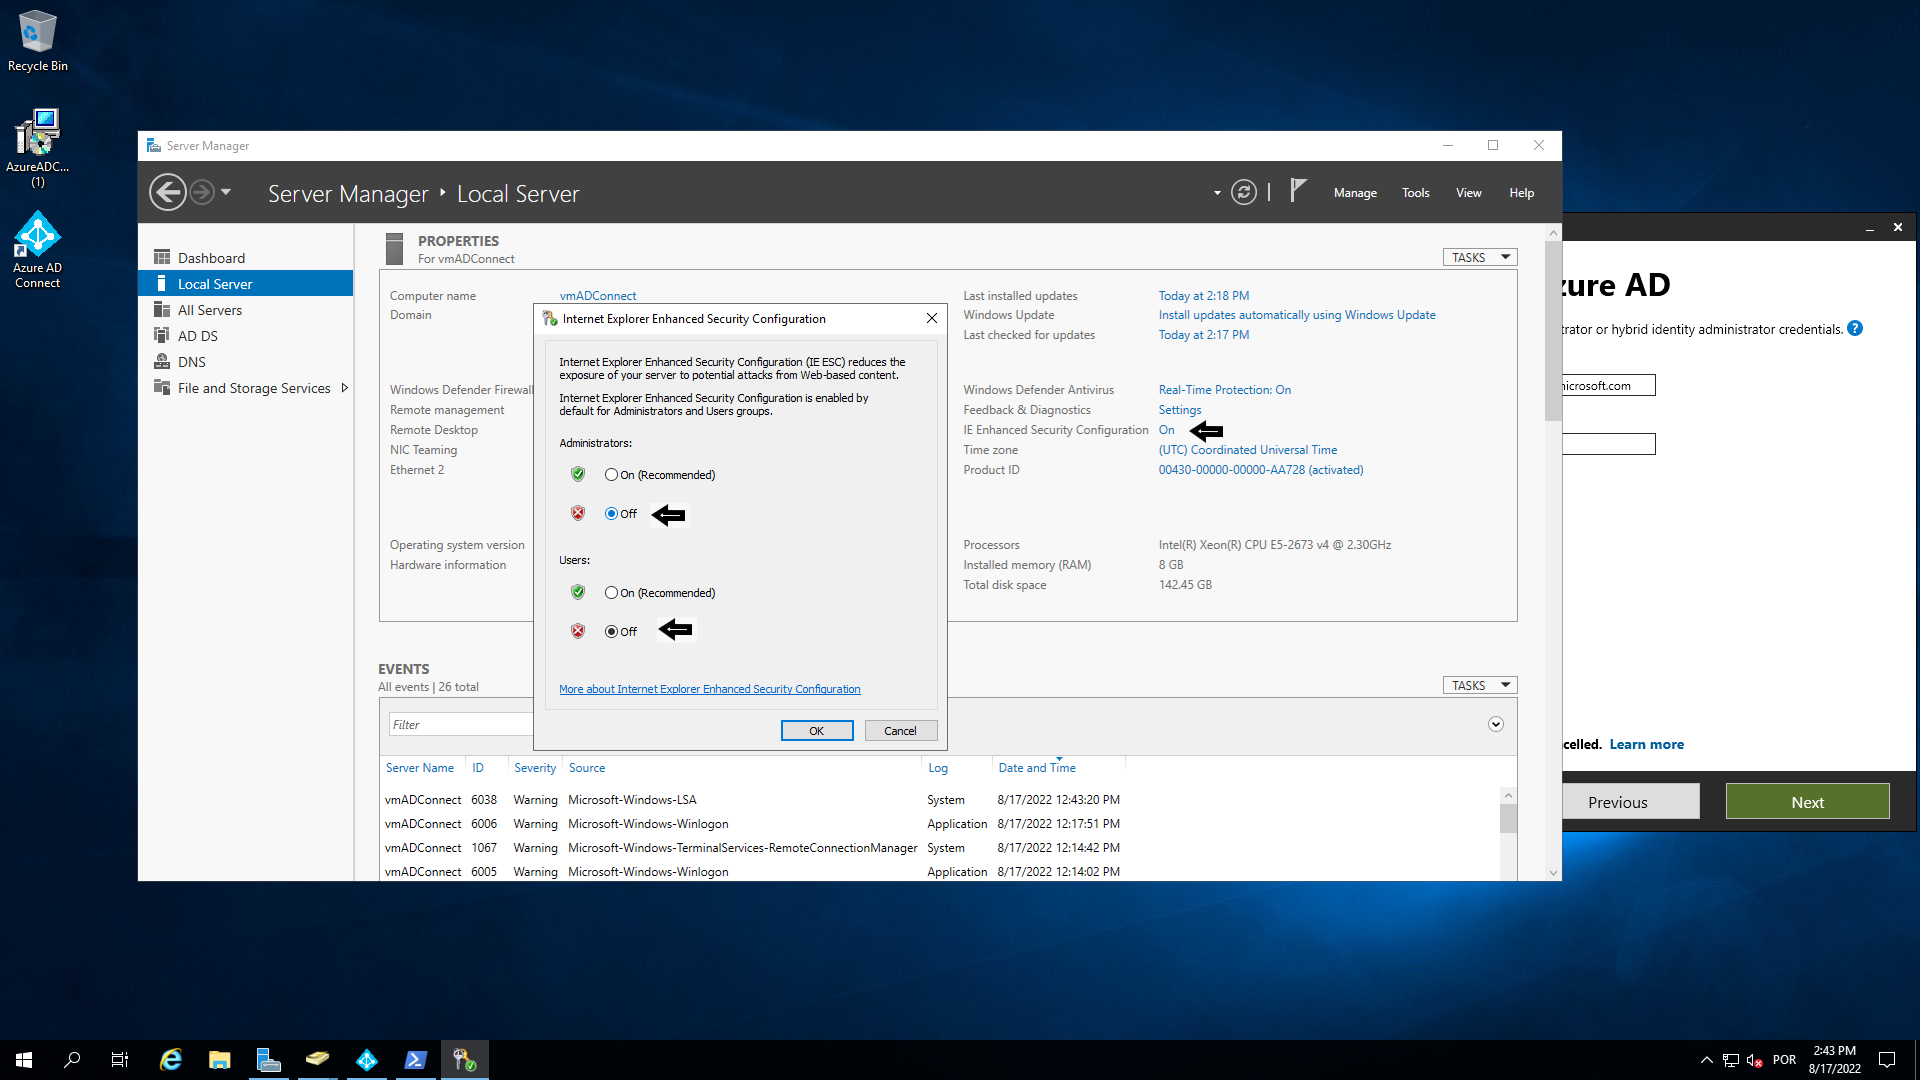 Recycle Bin
AzureADC...
(1)
Azure AD
Connect
Server Manager
Server Manager • Local Server
Manage
Tools
View
Help
Dashboard
Local Server
All Servers
AD DS
DNS
File and Storage Services
PROPERTIES
For vmADConnect
TASKS
Computer name
vmADConnect
Domain
Windows Defender Firewall
Remote management
Remote Desktop
NIC Teaming
Ethernet 2
Operating system version
Hardware information
Last installed updates
Today at 2:18 PM
Windows Update
Install updates automatically using Windows Update
Last checked for updates
Today at 2:17 PM
Windows Defender Antivirus
Real-Time Protection: On
Feedback & Diagnostics
Settings
IE Enhanced Security Configuration
On
Time zone
(UTC) Coordinated Universal Time
Product ID
00430-00000-00000-AA728 (activated)
Processors
Intel(R) Xeon(R) CPU E5-2673 v4 @ 2.30GHz
Installed memory (RAM)
8 GB
Total disk space
142.45 GB
Internet Explorer Enhanced Security Configuration
Internet Explorer Enhanced Security Configuration (IE ESC) reduces the
exposure of your server to potential attacks from Web-based content.
Internet Explorer Enhanced Security Configuration is enabled by
default for Administrators and Users groups.
Administrators:
On (Recommended)
Off
Users:
On (Recommended)
Off
More about Internet Explorer Enhanced Security Configuration
OK
Cancel
EVENTS
All events | 26 total
TASKS
Filter
Server Name ID Severity Source Log Date and Time
vmADConnect 6038 Warning Microsoft-Windows-LSA System 8/17/2022 12:43:20 PM
vmADConnect 6006 Warning Microsoft-Windows-Winlogon Application 8/17/2022 12:17:51 PM
vmADConnect 1067 Warning Microsoft-Windows-TerminalServices-RemoteConnectionManager System 8/17/2022 12:14:42 PM
vmADConnect 6005 Warning Microsoft-Windows-Winlogon Application 8/17/2022 12:14:02 PM
zure AD
trator or hybrid identity administrator credentials. ?
nicrosoft.com
celled. Learn more
Previous
Next
POR
2:43 PM
8/17/2022